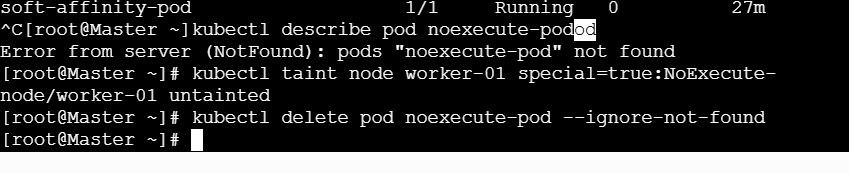 soft-affinity-pod 1/1 Running 0 27m
^C[root@Master ~]kubectl describe pod noexecute-podod
Error from server (NotFound): pods "noexecute-pod" not found
[root@Master ~]# kubectl taint node worker-01 special=true:NoExecute-
node/worker-01 untainted
[root@Master ~]# kubectl delete pod noexecute-pod --ignore-not-found
[root@Master ~]#